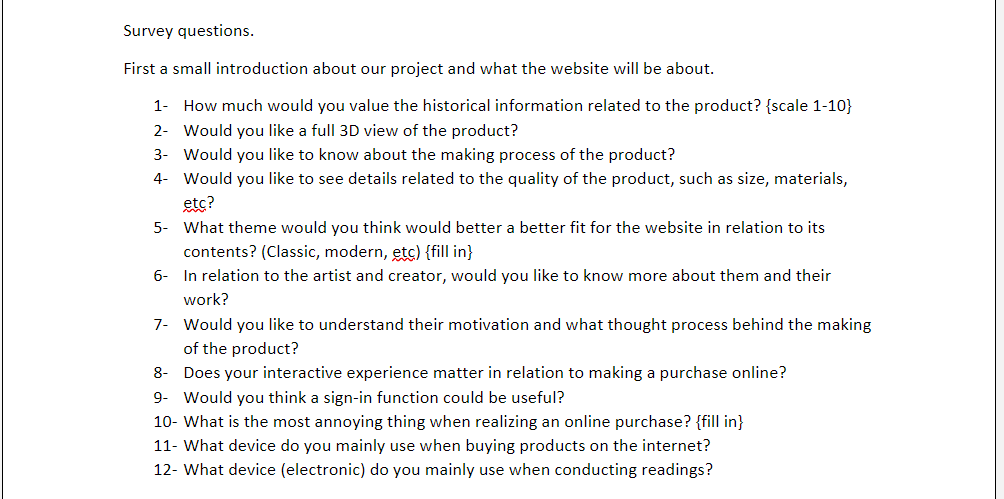 Survey questions.
First a small introduction about our project and what the website will be about.
1- How much would you value the historical information related to the product? {scale 1-10}
2- Would you like a full 3D view of the product?
3- Would you like to know about the making process of the product?
4- Would you like to see details related to the quality of the product, such as size, materials,
etc?
5- What theme would you think would better a better fit for the website in relation to its
contents? (Classic, modern, etc) {fill in}
6- In relation to the artist and creator, would you like to know more about them and their
work?
7- Would you like to understand their motivation and what thought process behind the making
of the product?
8- Does your interactive experience matter in relation to making a purchase online?
9- Would you think a sign-in function could be useful?
10- What is the most annoying thing when realizing an online purchase? {fill in}
11- What device do you mainly use when buying products on the internet?
12- What device (electronic) do you mainly use when conducting readings?